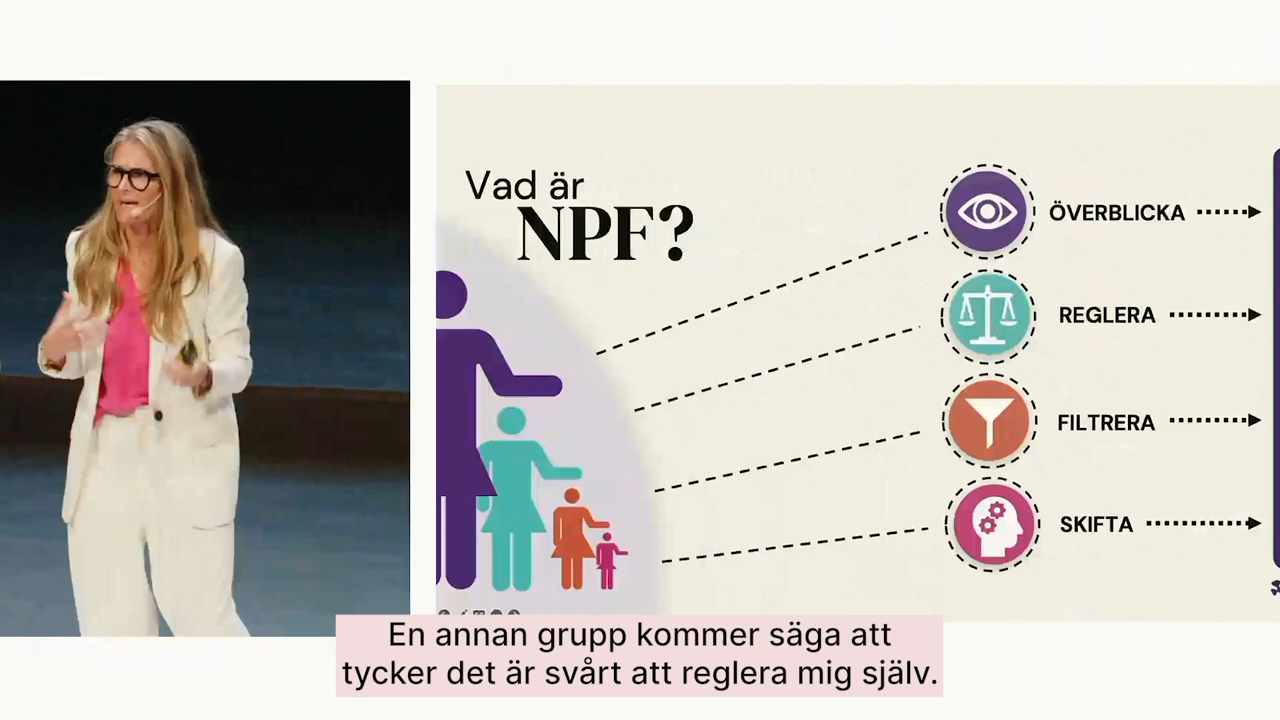 Vad är
NPF?
ÖVERBLICKA
REGLERA
FILTRERA
SKIFTA
En annan grupp kommer säga att
tycker det är svårt att reglera mig själv.